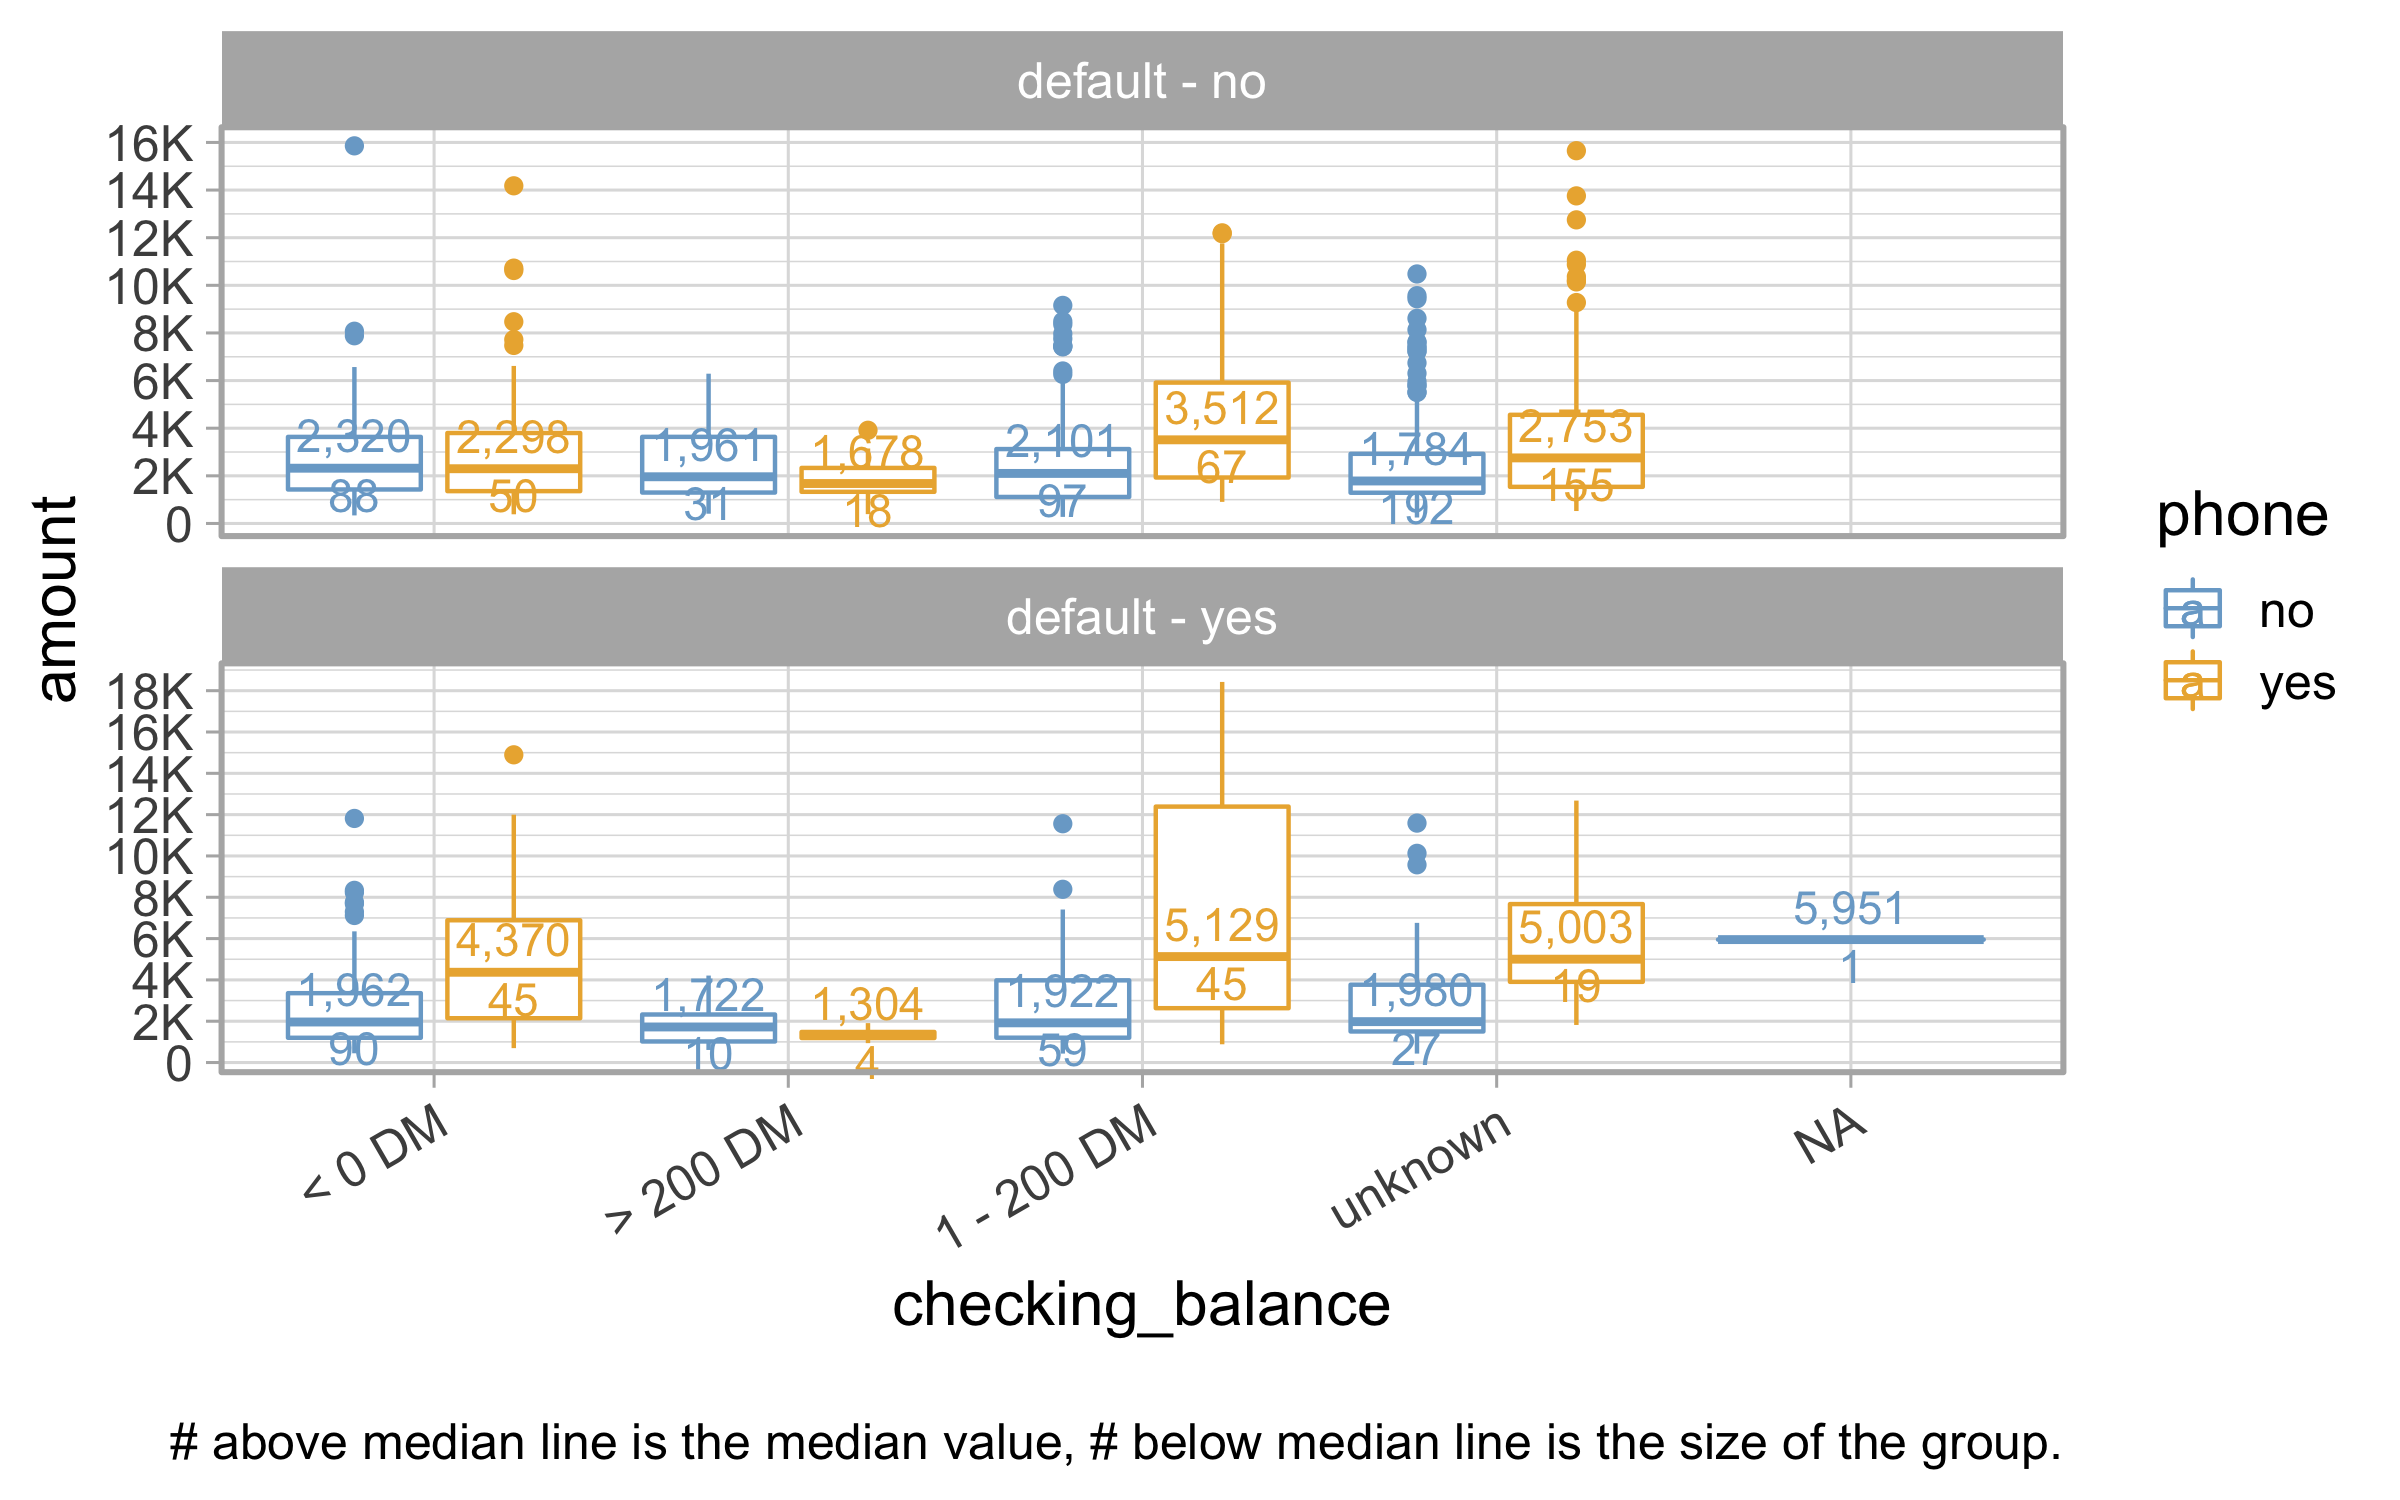 default - no
16K
14K
12K
10K
8K
6K
4K
2K
0
2,320
2,298
1,961
1,678
2,101
3,512
1,784
2,753
88
50
31
18
97
67
192
155
default - yes
18K
16K
14K
12K
10K
8K
6K
4K
2K
0
1,962
4,370
1,722
1,304
1,922
5,129
1,980
5,003
5,951
90
45
10
4
59
45
27
19
1
amount
< 0 DM
> 200 DM
1 - 200 DM
unknown
NA
checking_balance
phone
a no
a yes
# above median line is the median value, # below median line is the size of the group.